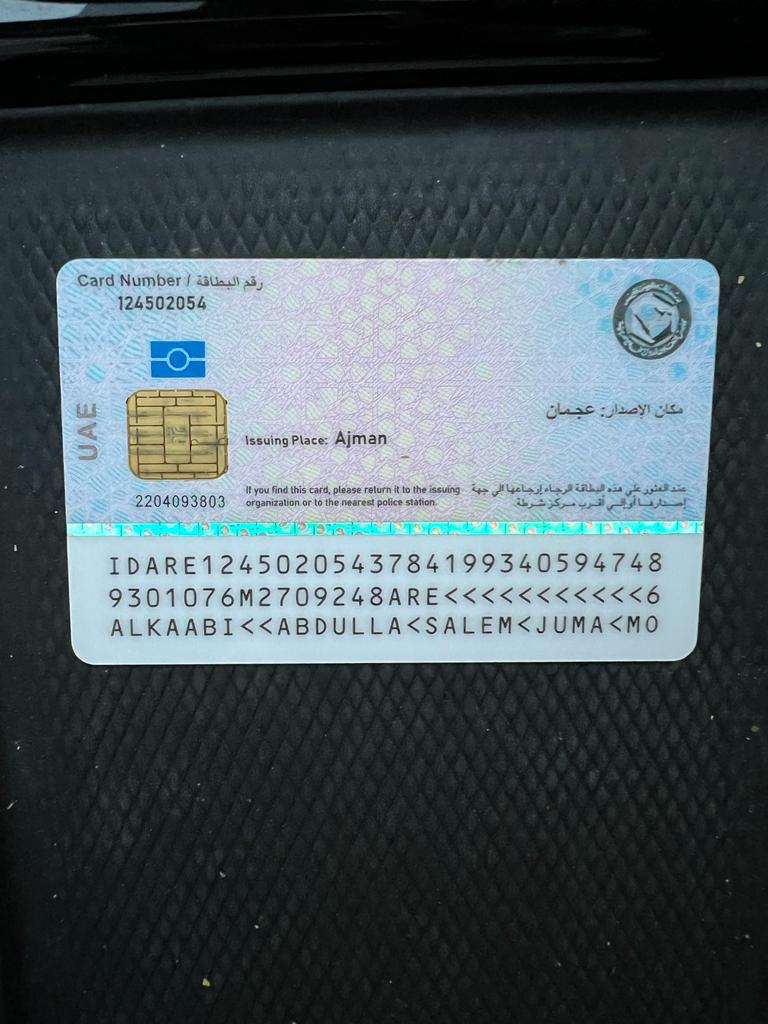 Card Number / رقم البطاقة
124502054
UAE
مكان الإصدار: عجمان
Issuing Place: Ajman
2204093803
If you find this card, please return it to the issuing
organization or to the nearest police station.
عند العثور على هذه البطاقة الرجاء إرجاعها الى جهة
إصدارها أو إلى أقرب مركز شرطة
IDARE1245020543784199340594748
9301076M2709248ARE<<<<<<<<<<<6
ALKAABI<<ABDULLA<SALEM<JUMA<MO